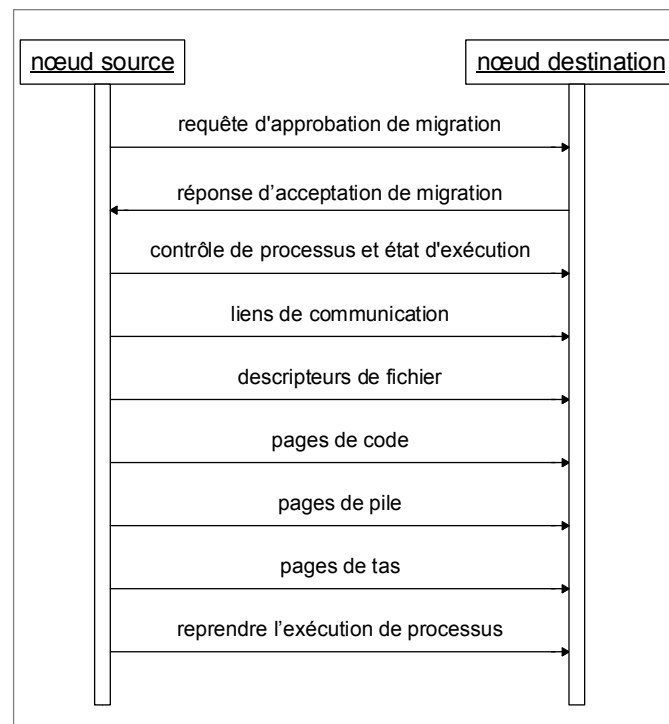 nœud source
nœud destination
requête d'approbation de migration
réponse d’acceptation de migration
contrôle de processus et état d'exécution
liens de communication
descripteurs de fichier
pages de code
pages de pile
pages de tas
reprendre l’exécution de processus